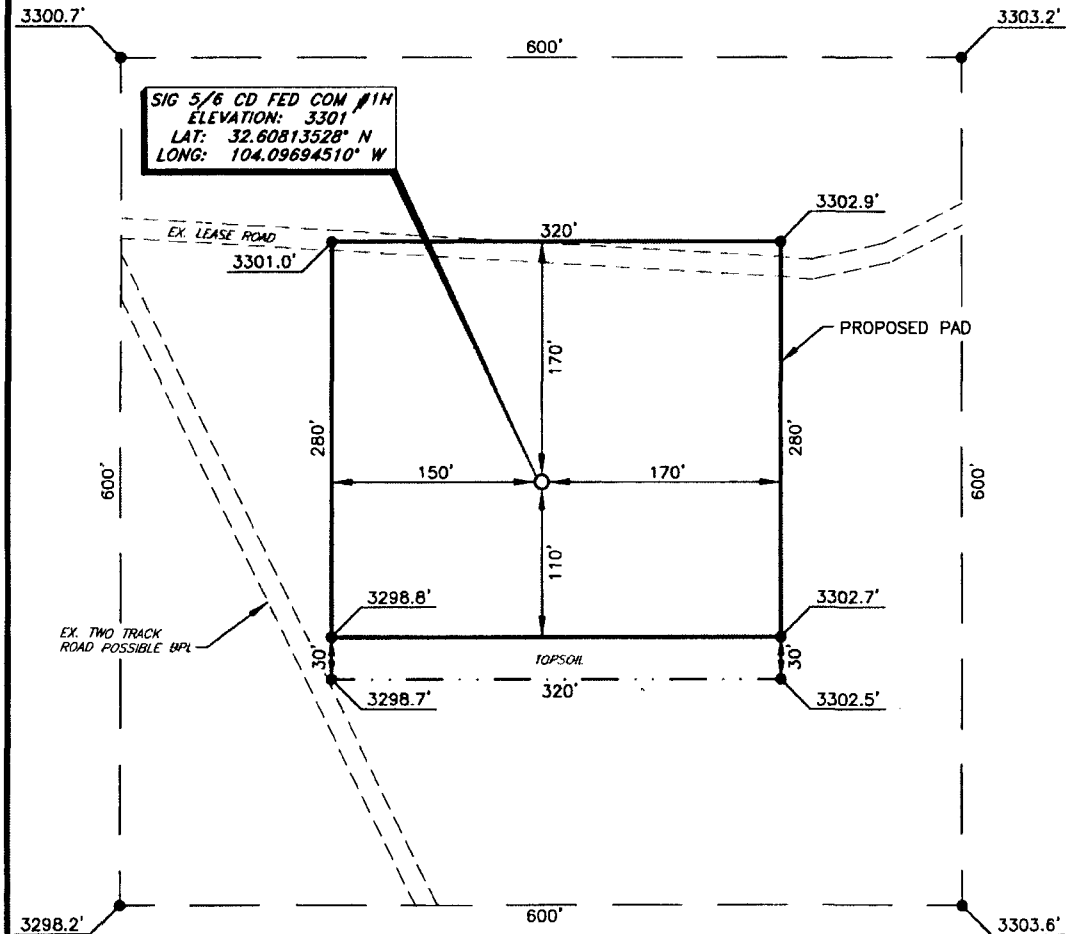 3300.7'
3303.2'
600'
SIG 5/6 CD FED COM #1H
ELEVATION: 3301'
LAT: 32.60813528° N
LONG: 104.09694510° W
3302.9'
EX. LEASE ROAD
320'
3301.0'
PROPOSED PAD
170'
280'
280'
600'
150'
170'
600'
110'
3298.8'
3302.7'
EX. TWO TRACK
ROAD POSSIBLE BPL
30'
TOPSOIL
30'
320'
3298.7'
3302.5'
3298.2'
600'
3303.6'